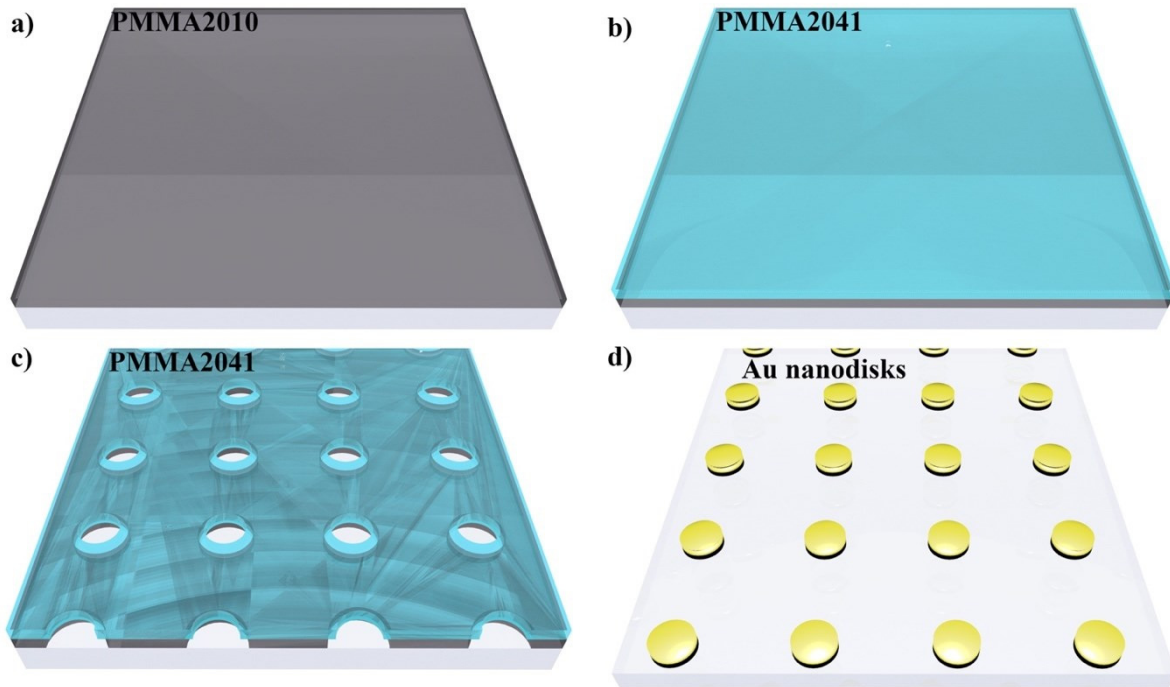 a) PMMA2010
b) PMMA2041
c) PMMA2041
d) Au nanodisks